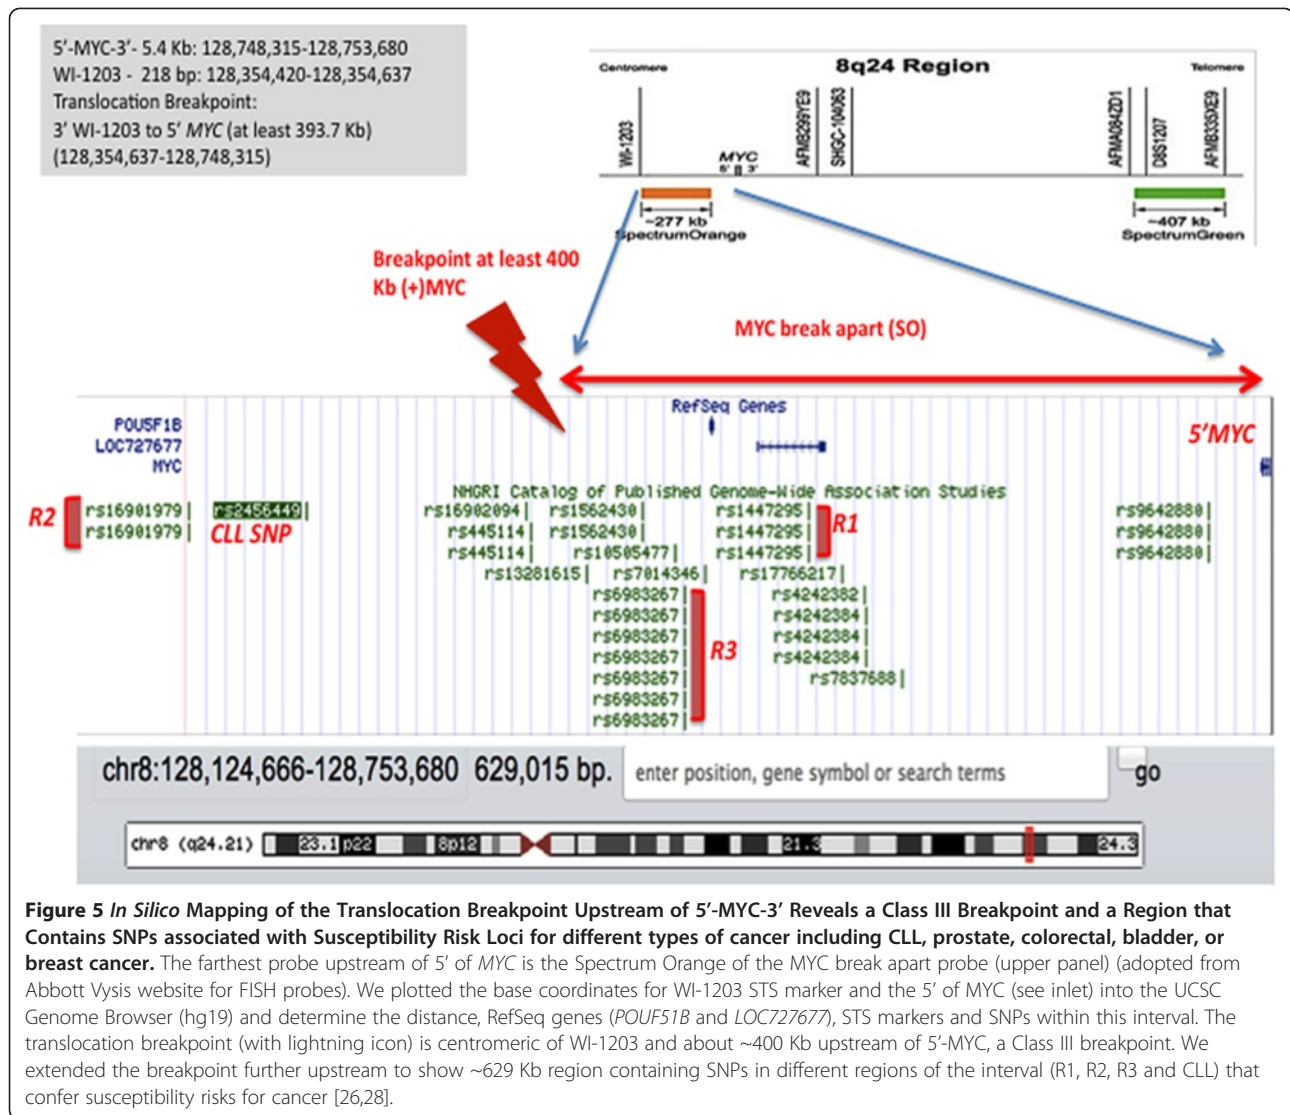 5'-MYC-3'- 5.4 Kb: 128,748,315-128,753,680
WI-1203 - 218 bp: 128,354,420-128,354,637
Translocation Breakpoint:
3' WI-1203 to 5' MYC (at least 393.7 Kb)
(128,354,637-128,748,315)
Centromere 8q24 Region Telomere
WI-1203
MYC
5' 3'
AFMB299YE9
SHGC-104063
AFMA084ZD1
D8S1207
AFMB335XE9
~277 kb
SpectrumOrange
~407 kb
SpectrumGreen
Breakpoint at least 400
Kb (+)MYC
MYC break apart (SO)
RefSeq Genes
POU5F1B
LOC727677
MYC
5'MYC
NHGRI Catalog of Published Genome-Wide Association Studies
R2
rs16901979 rs2456449 rs16902094 rs1562430 rs1447295 rs9642880
rs16901979 rs445114 rs1562430 rs1447295 rs9642880
CLL SNP
R1
rs445114 rs10505477 rs1447295 rs9642880
rs13281615 rs7014346 rs17766217
rs6983267 rs4242382
rs6983267 rs4242384
rs6983267 rs4242384
rs6983267 rs4242384
R3
rs6983267 rs7837688
rs6983267
rs6983267
chr8:128,124,666-128,753,680 629,015 bp. enter position, gene symbol or search terms go
chr8 (q24.21) 23.1 p22 8p12 21.3 24.3
Figure 5 In Silico Mapping of the Translocation Breakpoint Upstream of 5'-MYC-3' Reveals a Class III Breakpoint and a Region that
Contains SNPs associated with Susceptibility Risk Loci for different types of cancer including CLL, prostate, colorectal, bladder, or
breast cancer. The farthest probe upstream of 5' of MYC is the Spectrum Orange of the MYC break apart probe (upper panel) (adopted from
Abbott Vysis website for FISH probes). We plotted the base coordinates for WI-1203 STS marker and the 5' of MYC (see inlet) into the UCSC
Genome Browser (hg19) and determine the distance, RefSeq genes (POUF51B and LOC727677), STS markers and SNPs within this interval. The
translocation breakpoint (with lightning icon) is centromeric of WI-1203 and about ~400 Kb upstream of 5'-MYC, a Class III breakpoint. We
extended the breakpoint further upstream to show ~629 Kb region containing SNPs in different regions of the interval (R1, R2, R3 and CLL) that
confer susceptibility risks for cancer [26,28].